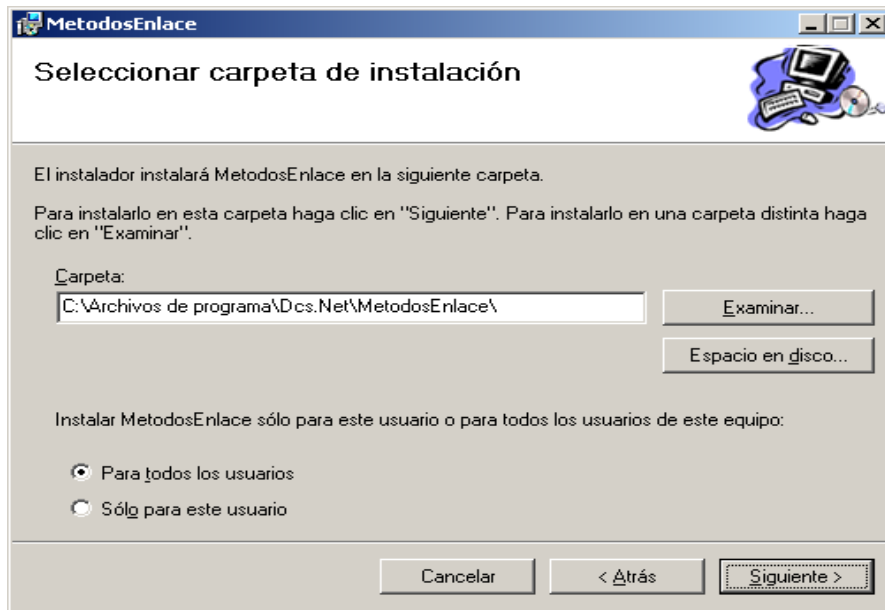 MetodosEnlace
Seleccionar carpeta de instalación
El instalador instalará MetodosEnlace en la siguiente carpeta.
Para instalarlo en esta carpeta haga clic en "Siguiente". Para instalarlo en una carpeta distinta haga
clic en "Examinar".
Carpeta:
C:\Archivos de programa\Dcs.Net\MetodosEnlace\
Examinar...
Espacio en disco...
Instalar MetodosEnlace sólo para este usuario o para todos los usuarios de este equipo:
Para todos los usuarios
Sólo para este usuario
Cancelar
< Atrás
Siguiente >